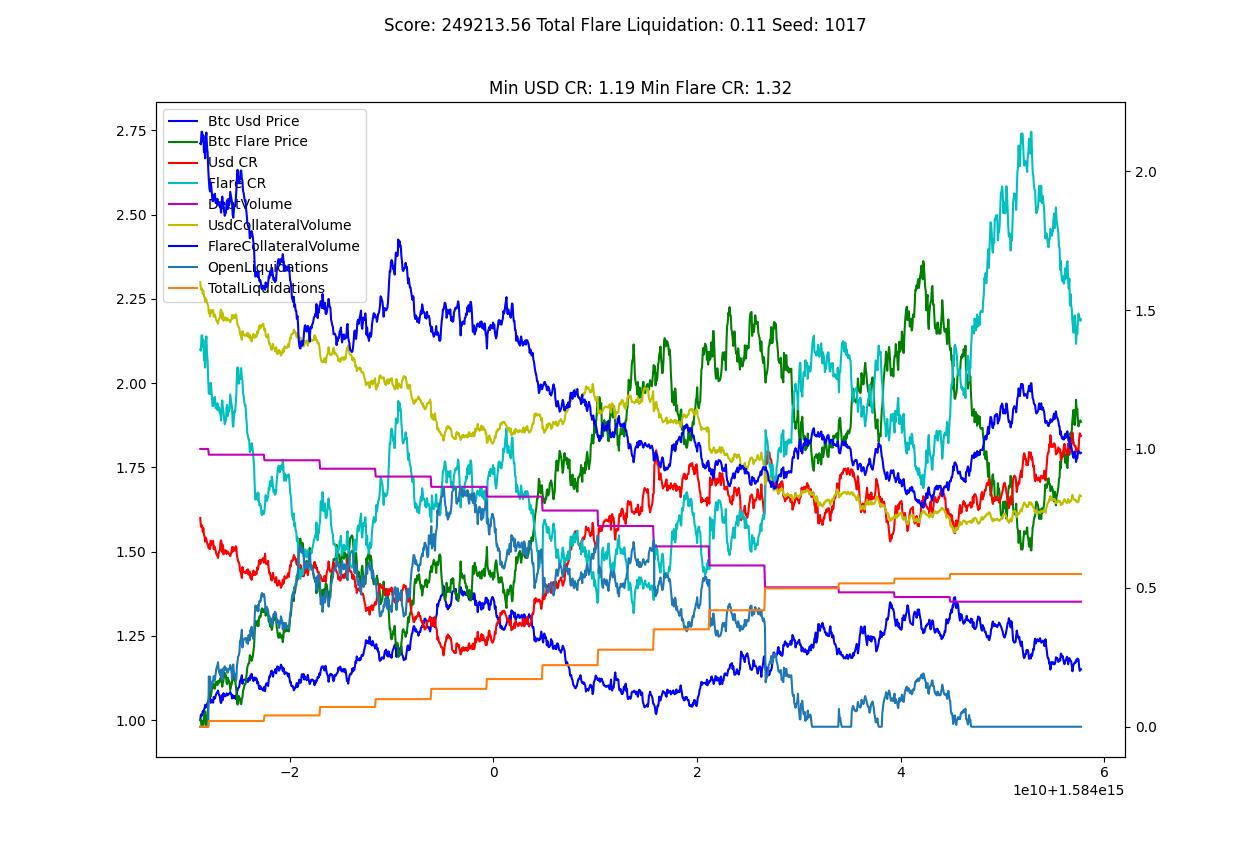 Score: 249213.56 Total Flare Liquidation: 0.11 Seed: 1017
Min USD CR: 1.19 Min Flare CR: 1.32
Btc Usd Price
Btc Flare Price
Usd CR
Flare CR
DebtVolume
UsdCollateralVolume
FlareCollateralVolume
OpenLiquidations
TotalLiquidations
2.75
2.50
2.25
2.00
1.75
1.50
1.25
1.00
2.0
1.5
1.0
0.5
0.0
−2
0
2
4
6
1e10+1.584e15